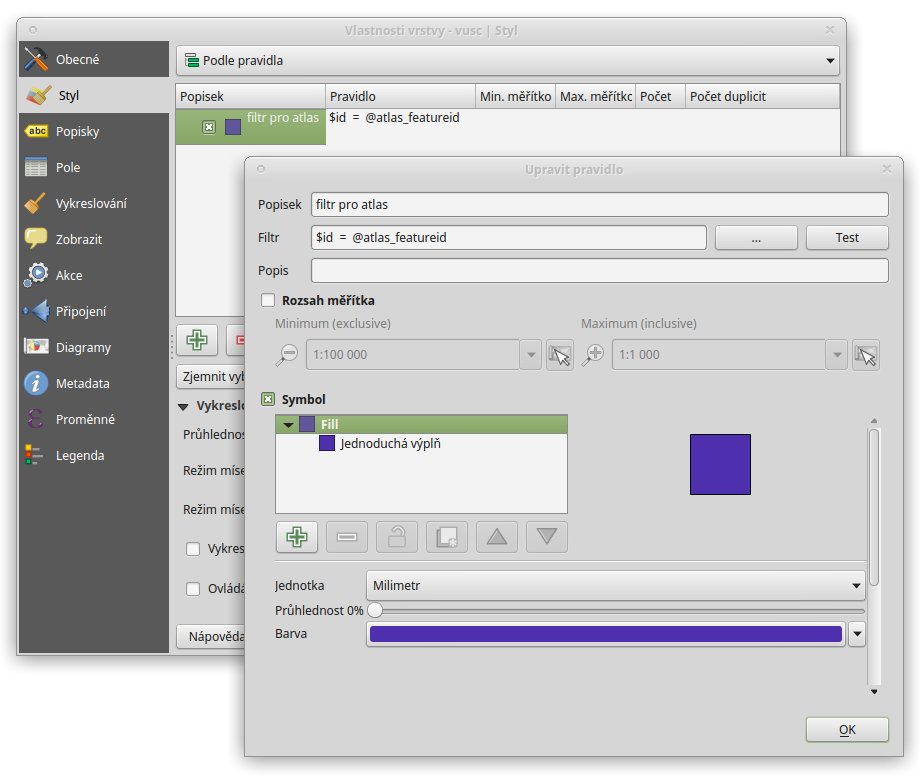 Vlastnosti vrstvy - vusc | Styl
Obecné
Styl
abc Popisky
Pole
Vykreslování
Zobrazit
Akce
Připojení
Diagramy
Metadata
Proměnné
Legenda
Podle pravidla
Popisek Pravidlo Min. měřítko Max. měřítkc Počet Počet duplicit
filtr pro atlas $id = @atlas_featureid
Zjemnit vyb
Vykreslo
Průhlednos
Režim míse
Režim míse
Vykres
Ovládá
Nápověda
Upravit pravidlo
Popisek filtr pro atlas
Filtr $id = @atlas_featureid ... Test
Popis
Rozsah měřítka
Minimum (exclusive) Maximum (inclusive)
1:100 000 1:1 000
Symbol
Fill
Jednoduchá výplň
Jednotka Milimetr
Průhlednost 0%
Barva
OK